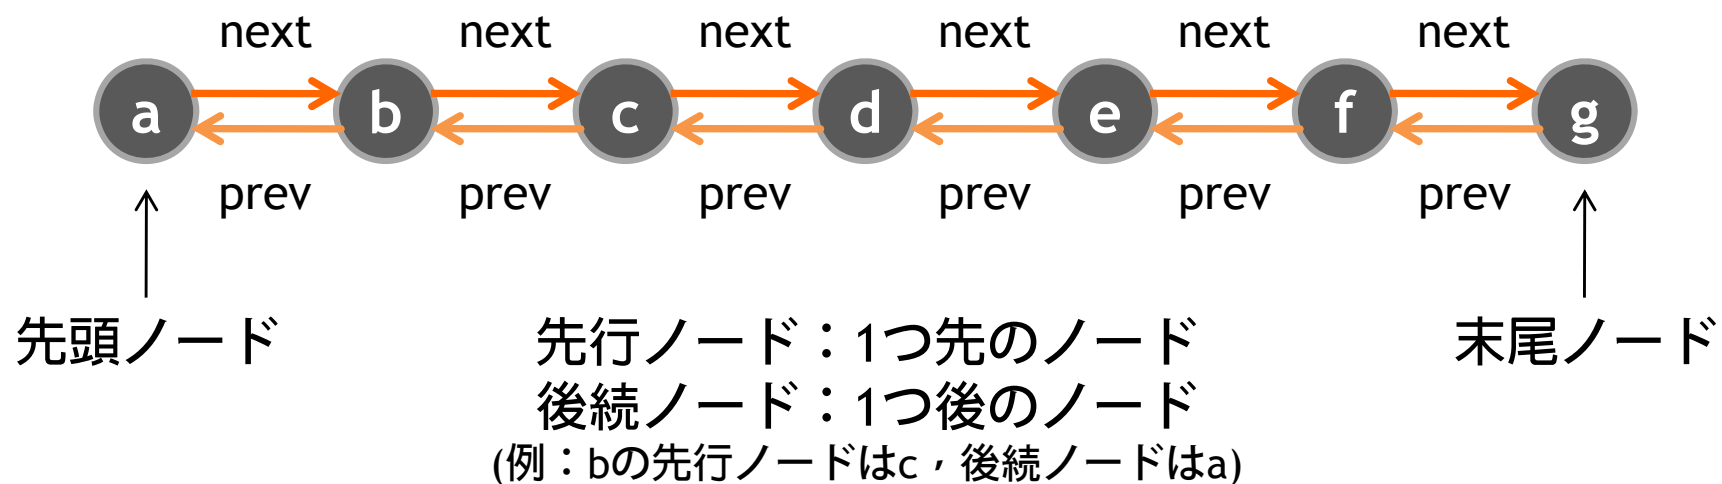 next next next next next next
a b c d e f g
prev prev prev prev prev prev
先頭ノード 先行ノード：1つ先のノード 末尾ノード
後続ノード：1つ後のノード
(例：bの先行ノードはc，後続ノードはa)